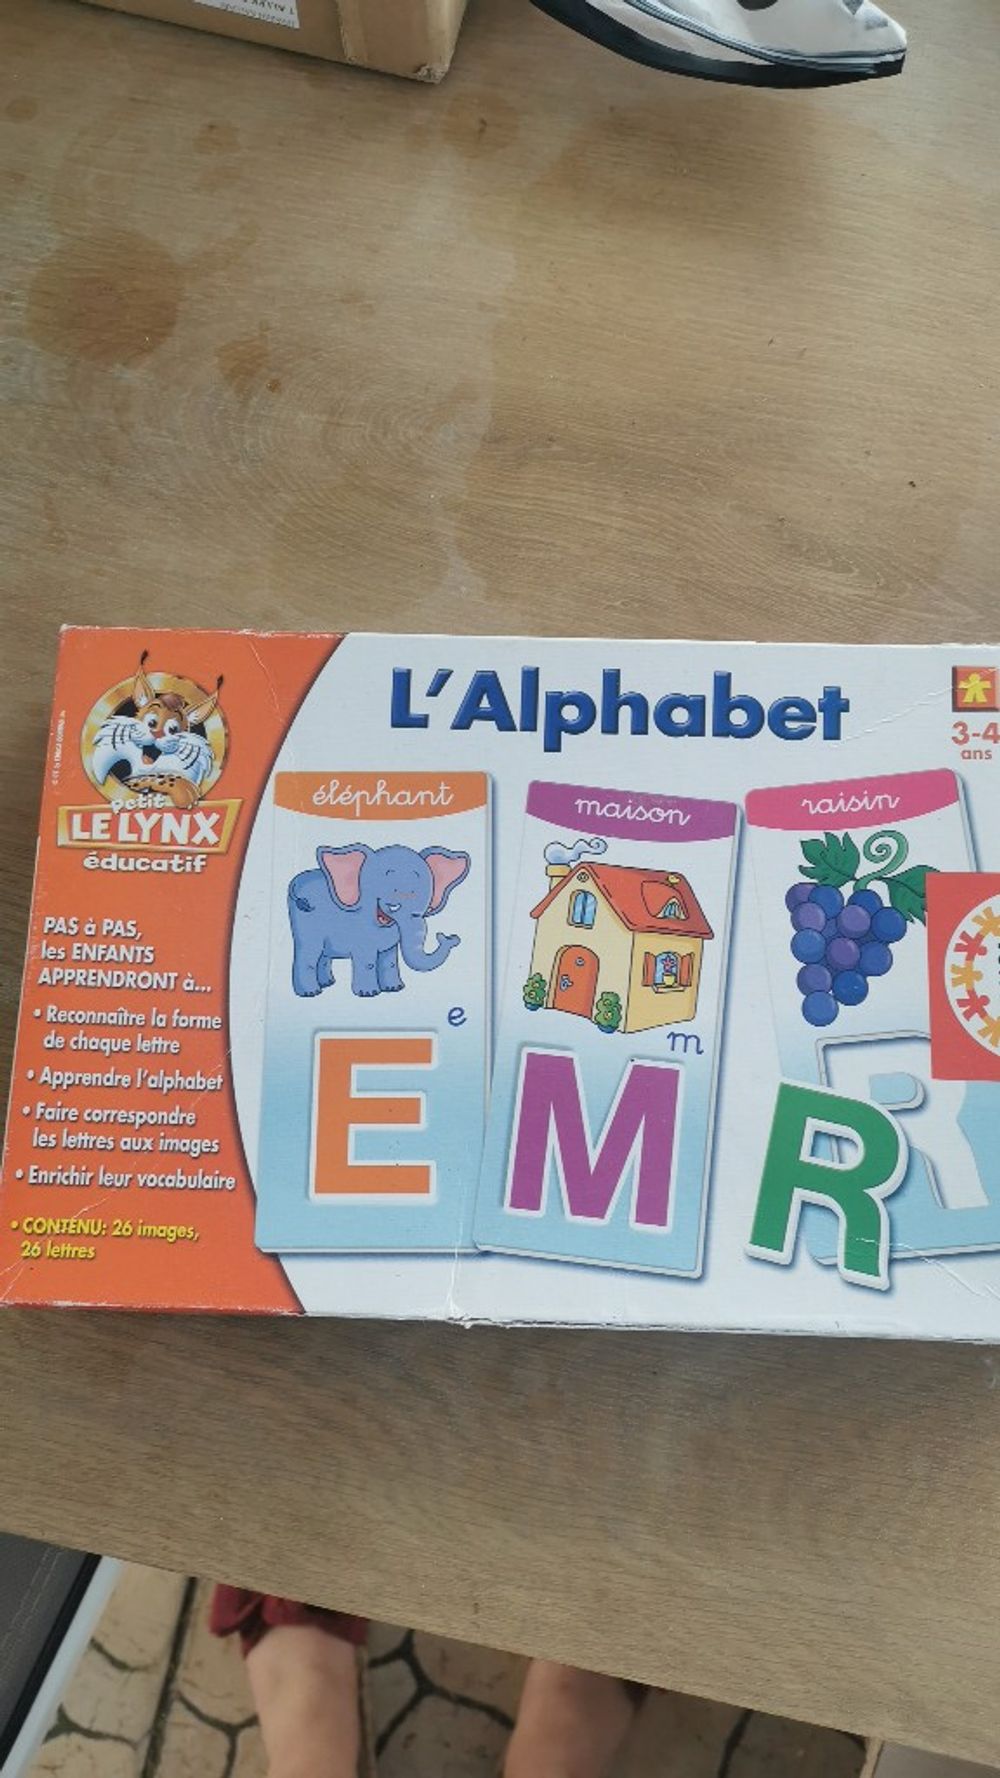 L'Alphabet
3-4
ans
Petit
LE LYNX
éducatif
PAS à PAS,
les ENFANTS
APPRENDRONT à...
• Reconnaître la forme
de chaque lettre
• Apprendre l'alphabet
• Faire correspondre
les lettres aux images
• Enrichir leur vocabulaire
• CONTENU: 26 images,
26 lettres
éléphant
e
E
maison
m
M
raisin
R